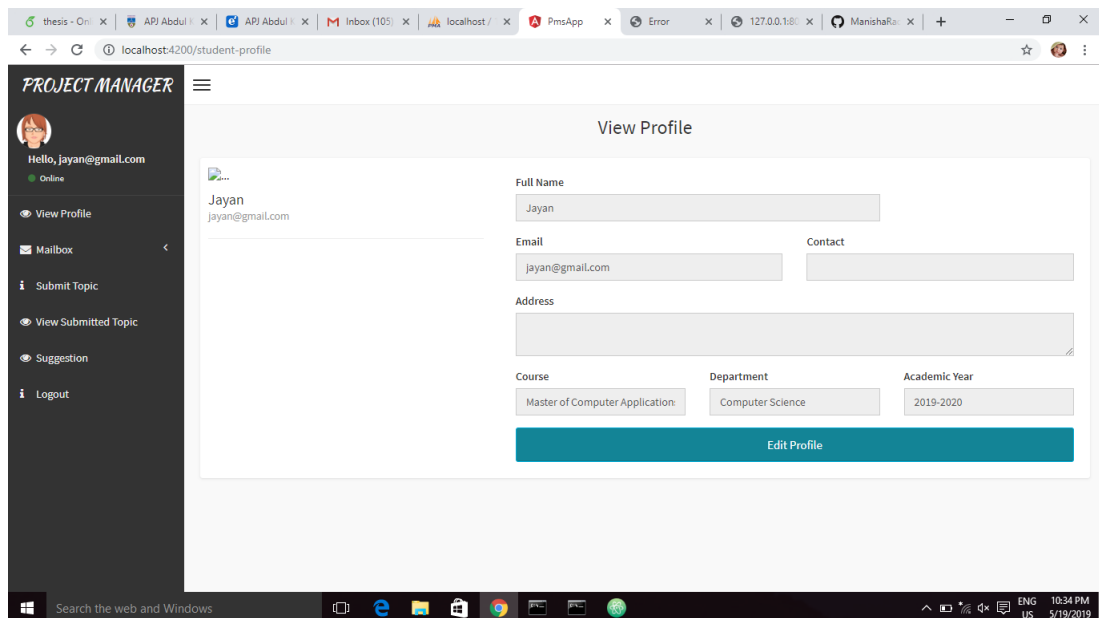 thesis - Onl
APJ Abdul K
APJ Abdul K
Inbox (105)
localhost /
PmsApp
Error
127.0.0.1:80
ManishaRa
localhost:4200/student-profile
PROJECT MANAGER
Hello, jayan@gmail.com
Online
View Profile
Mailbox
Submit Topic
View Submitted Topic
Suggestion
Logout
View Profile
...
Jayan
jayan@gmail.com
Full Name
Jayan
Email
Contact
jayan@gmail.com
Address
Course
Department
Academic Year
Master of Computer Application
Computer Science
2019-2020
Edit Profile
Search the web and Windows
ENG
US
10:34 PM
5/19/2019